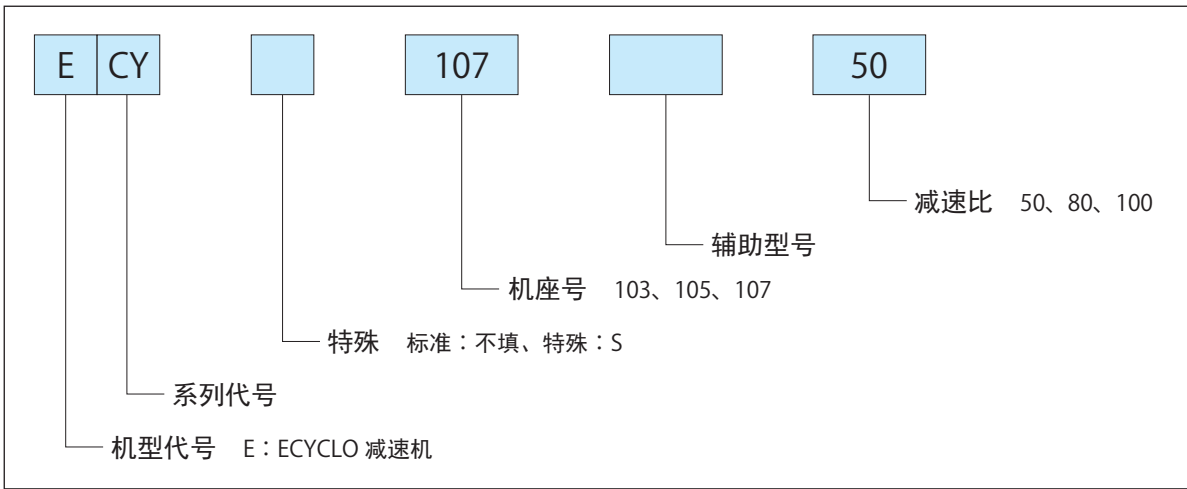 E CY 107 50
减速比 50、80、100
辅助型号
机座号 103、105、107
特殊 标准：不填、特殊：S
系列代号
机型代号 E：ECYCLO 减速机